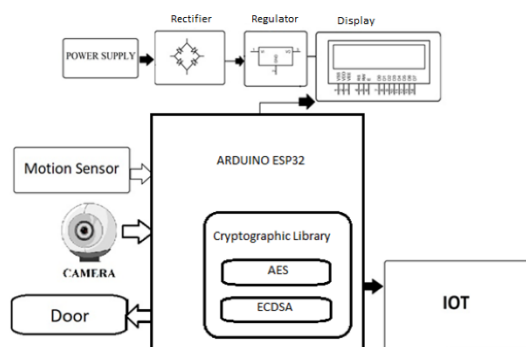 Rectifier
Regulator
Display
POWER SUPPLY
ARDUINO ESP32
Motion Sensor
Cryptographic Library
CAMERA
AES
ECDSA
Door
IOT